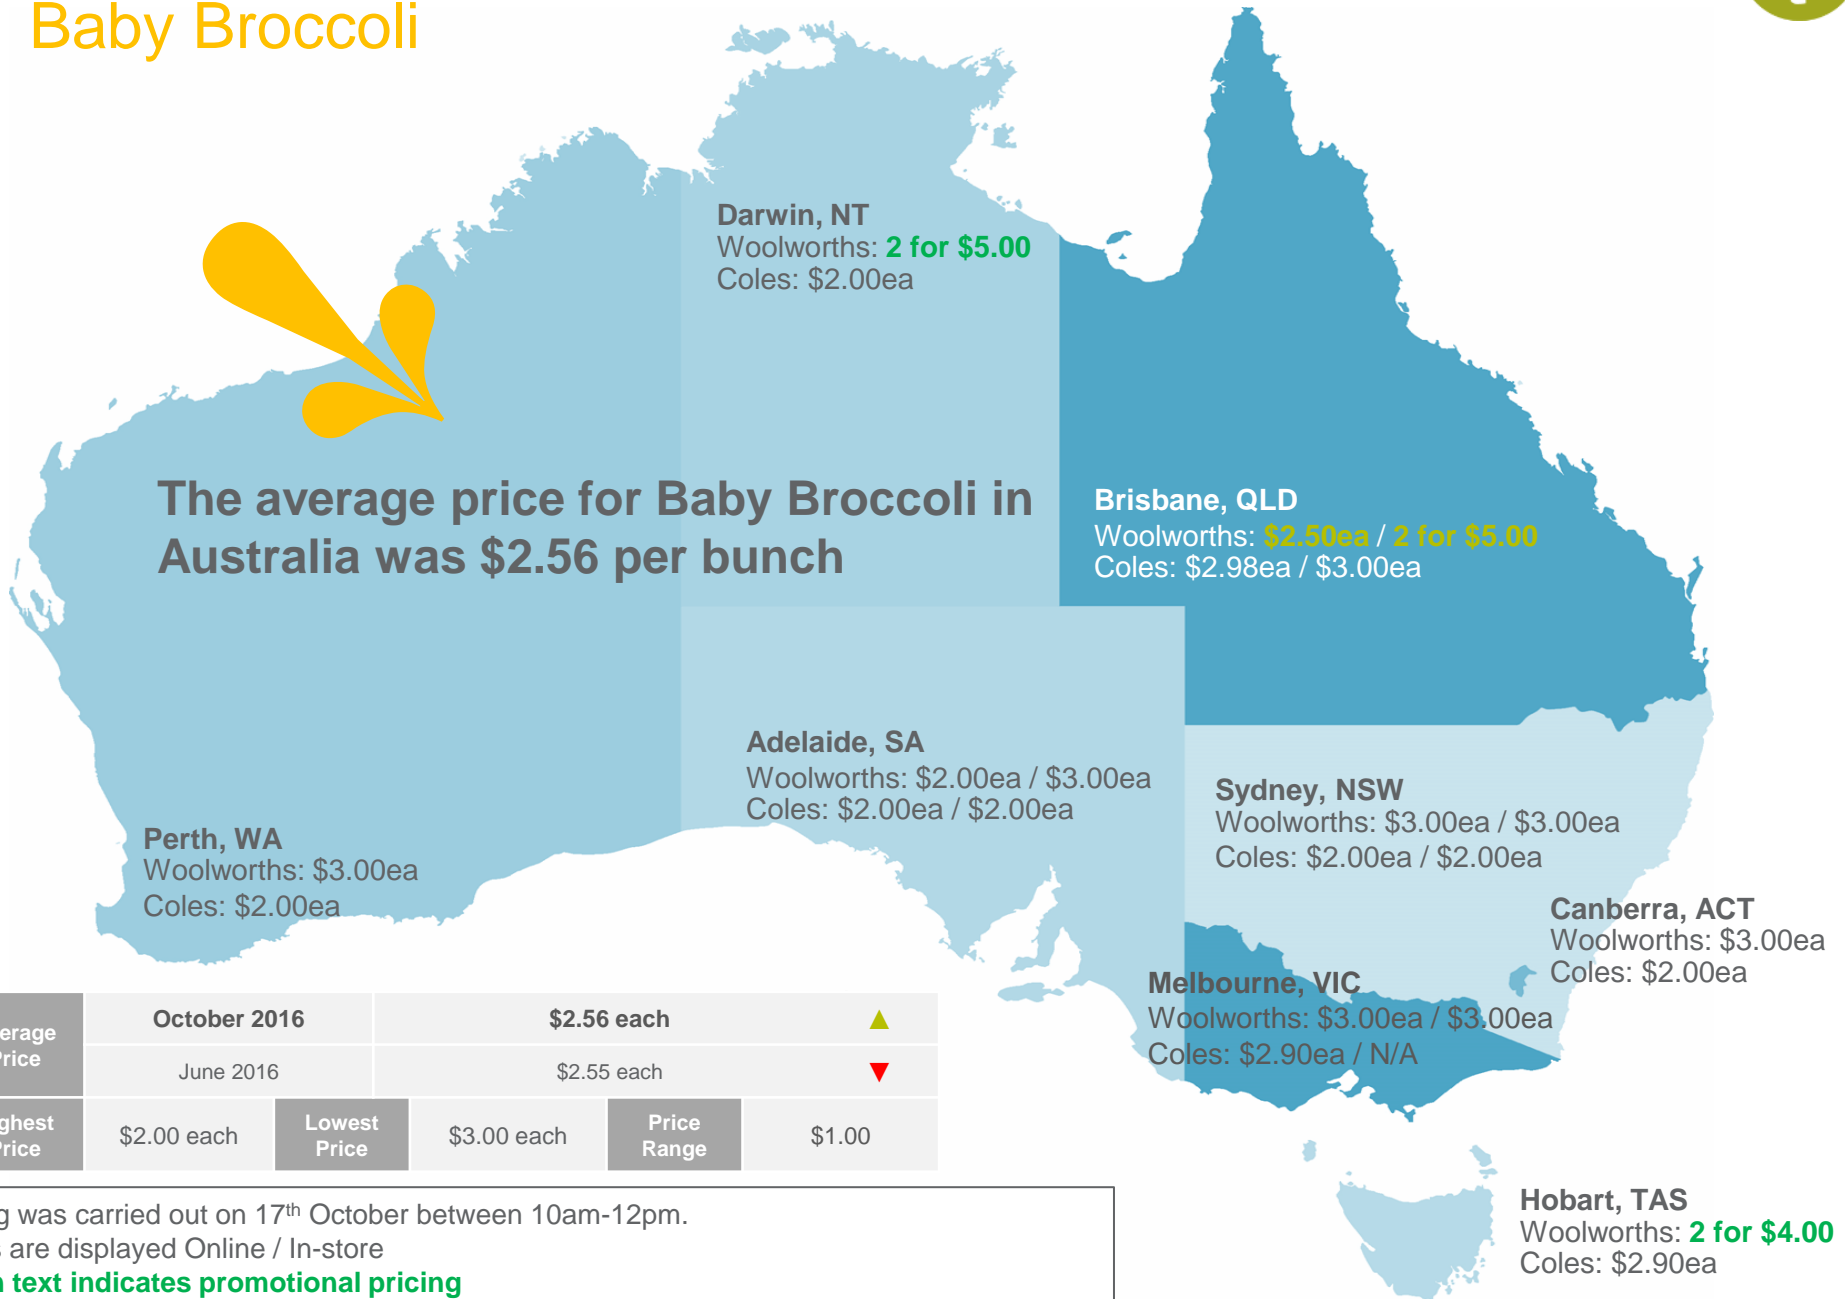 Baby Broccoli
Darwin, NT
Woolworths: 2 for $5.00
Coles: $2.00ea
The average price for Baby Broccoli in
Australia was $2.56 per bunch
Brisbane, QLD
Woolworths: $2.50ea / 2 for $5.00
Coles: $2.98ea / $3.00ea
Adelaide, SA
Woolworths: $2.00ea / $3.00ea
Coles: $2.00ea / $2.00ea
Sydney, NSW
Woolworths: $3.00ea / $3.00ea
Coles: $2.00ea / $2.00ea
Perth, WA
Woolworths: $3.00ea
Coles: $2.00ea
Canberra, ACT
Woolworths: $3.00ea
Coles: $2.00ea
Melbourne, VIC
Woolworths: $3.00ea / $3.00ea
Coles: $2.90ea / N/A
October 2016 $2.56 each ▲
June 2016 $2.55 each ▼
$2.00 each Lowest Price $3.00 each Price Range $1.00
was carried out on 17th October between 10am-12pm.
are displayed Online / In-store
text indicates promotional pricing
Hobart, TAS
Woolworths: 2 for $4.00
Coles: $2.90ea